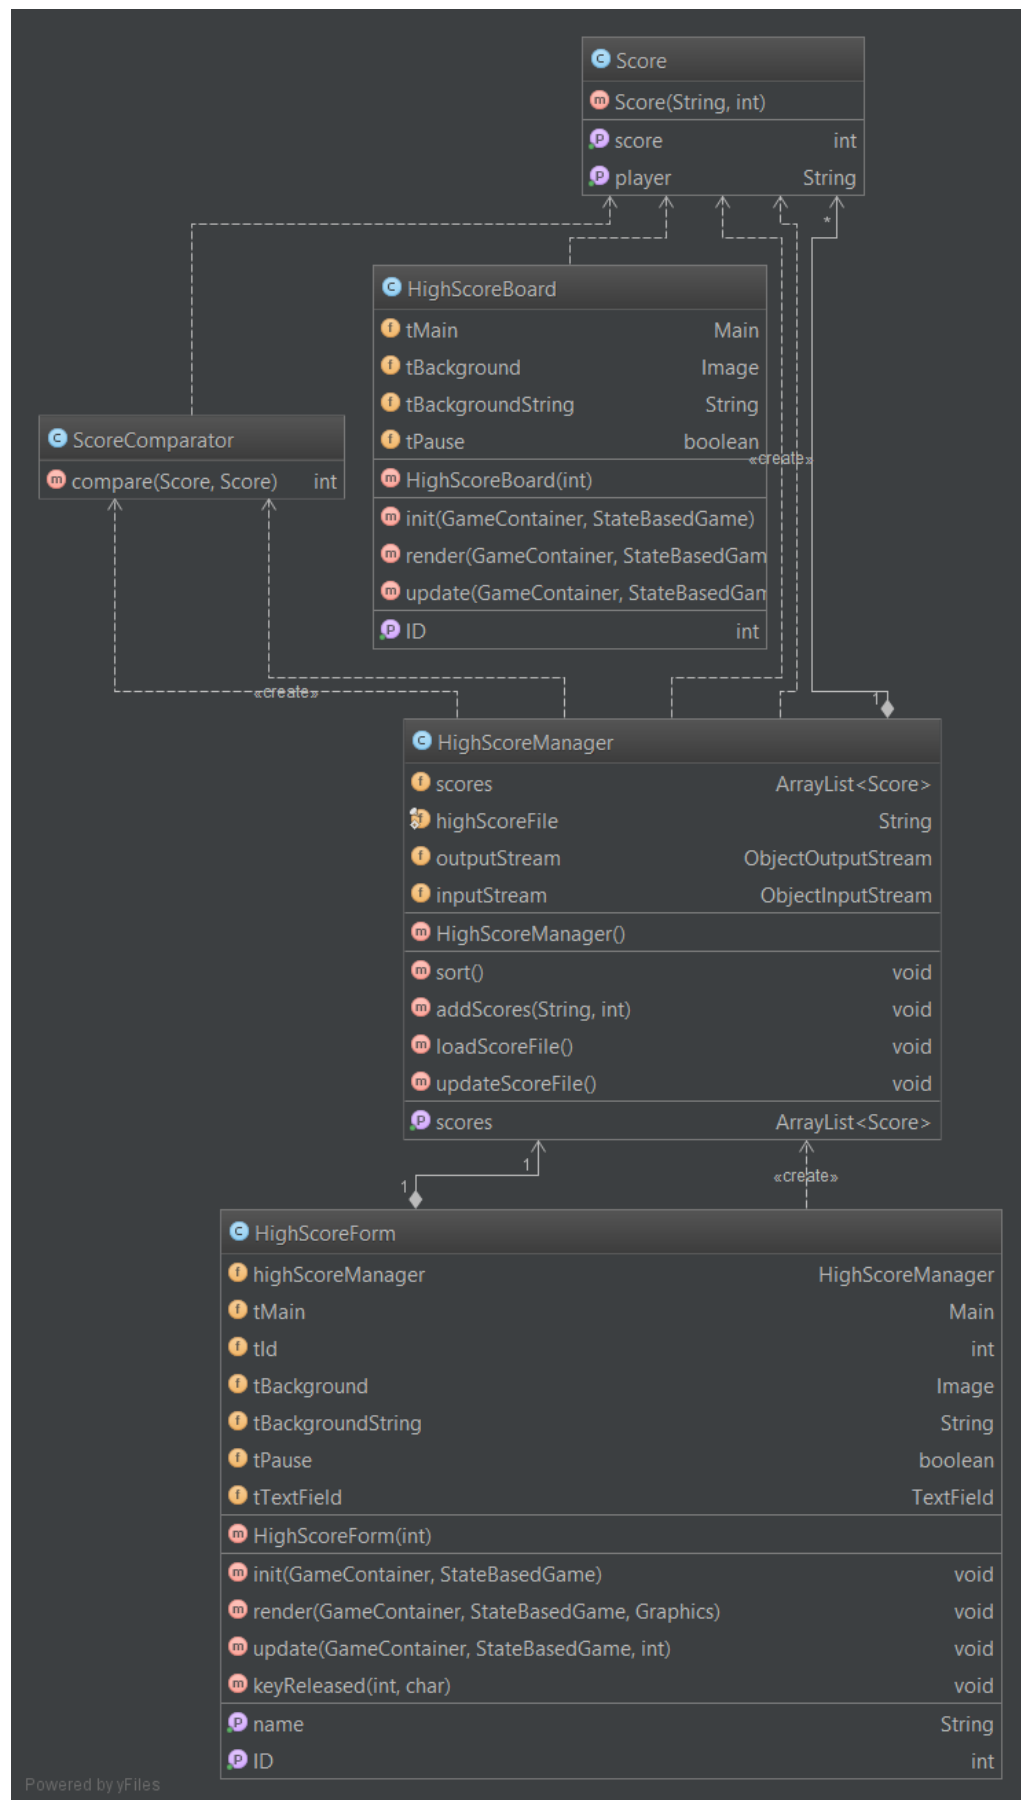 Score
Score(String, int)
score int
player String
*
HighScoreBoard
tMain Main
tBackground Image
tBackgroundString String
tPause boolean
«create»
HighScoreBoard(int)
init(GameContainer, StateBasedGame)
render(GameContainer, StateBasedGam
update(GameContainer, StateBasedGam
ID int
ScoreComparator
compare(Score, Score) int
«create»
1
HighScoreManager
scores ArrayList<Score>
highScoreFile String
outputStream ObjectOutputStream
inputStream ObjectInputStream
HighScoreManager()
sort() void
addScores(String, int) void
loadScoreFile() void
updateScoreFile() void
scores ArrayList<Score>
1
«create»
1
HighScoreForm
highScoreManager HighScoreManager
tMain Main
tId int
tBackground Image
tBackgroundString String
tPause boolean
tTextField TextField
HighScoreForm(int)
init(GameContainer, StateBasedGame) void
render(GameContainer, StateBasedGame, Graphics) void
update(GameContainer, StateBasedGame, int) void
keyReleased(int, char) void
name String
ID int
Powered by yFiles